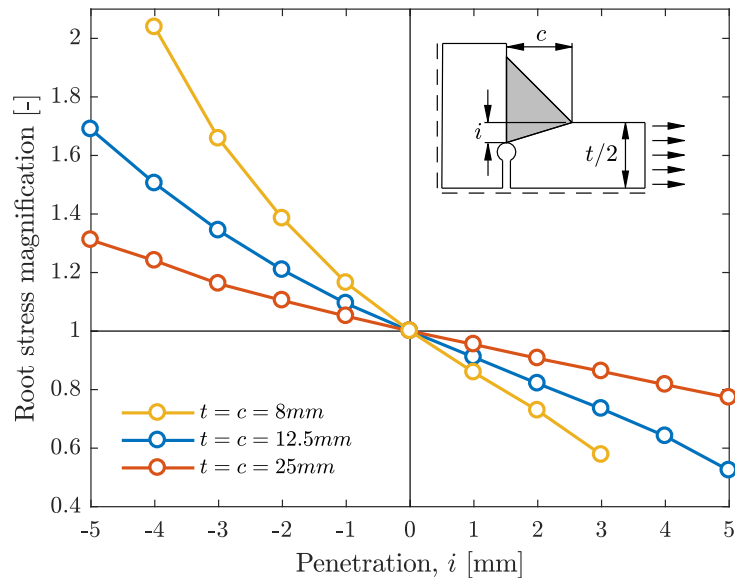 Root stress magnification [-]
2
1.8
1.6
1.4
1.2
1
0.8
0.6
0.4
c
i
t/2
t = c = 8mm
t = c = 12.5mm
t = c = 25mm
-5 -4 -3 -2 -1 0 1 2 3 4 5
Penetration, i [mm]